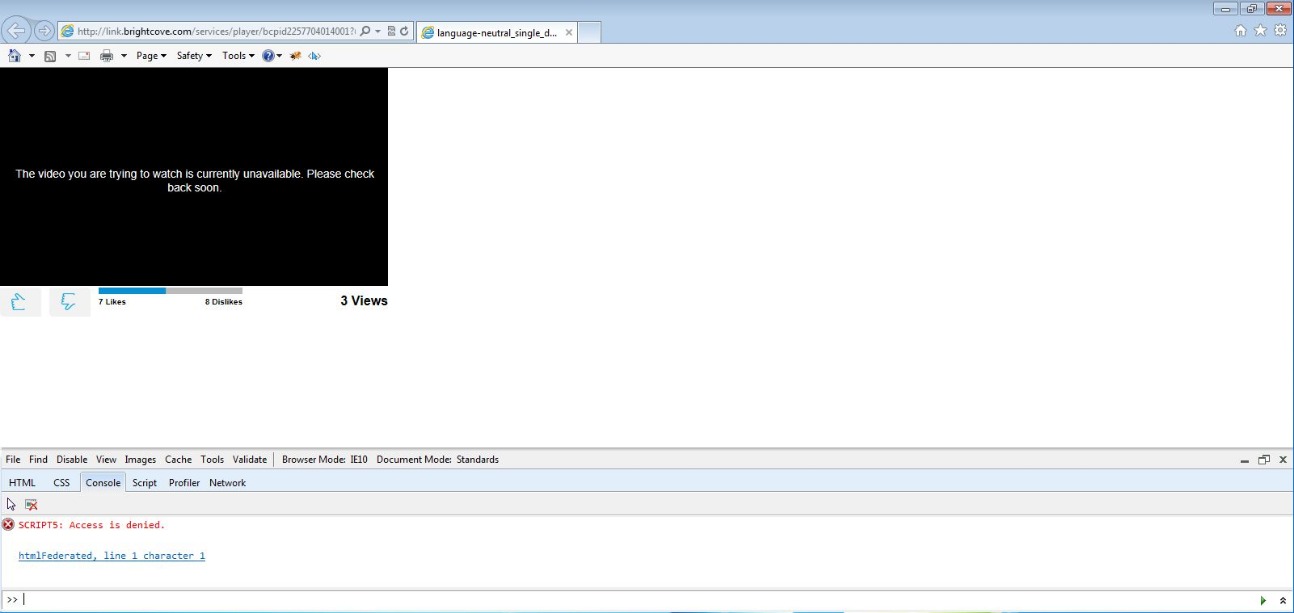 http://link.brightcove.com/services/player/bcpid2257704014001?
language-neutral_single_d...
Page Safety Tools
The video you are trying to watch is currently unavailable. Please check
back soon.
7 Likes 8 Dislikes 3 Views
File Find Disable View Images Cache Tools Validate Browser Mode: IE10 Document Mode: Standards
HTML CSS Console Script Profiler Network
SCRIPT5: Access is denied.
htmlFederated, line 1 character 1
>>